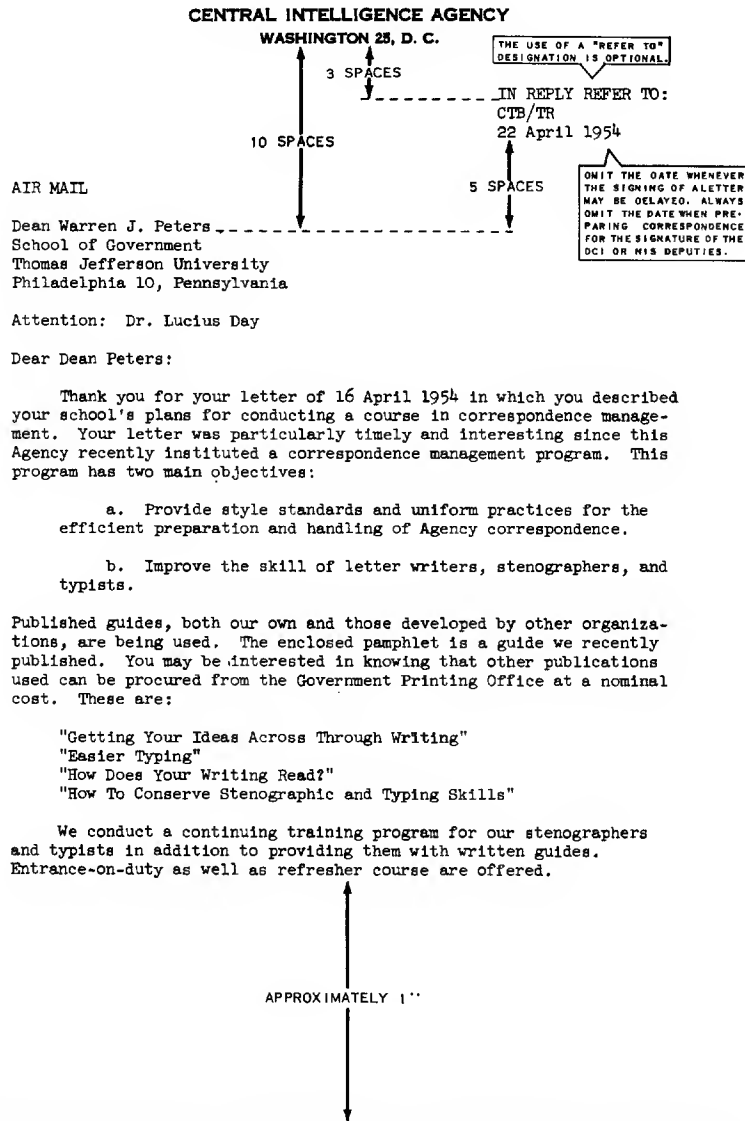 CENTRAL INTELLIGENCE AGENCY
WASHINGTON 25, D. C.
THE USE OF A "REFER TO"
DESIGNATION IS OPTIONAL.
3 SPACES
IN REPLY REFER TO:
CTB/TR
22 April 1954
10 SPACES
5 SPACES
OMIT THE DATE WHENEVER
THE SIGNING OF A LETTER
MAY BE DELAYED. ALWAYS
OMIT THE DATE WHEN PRE-
PARING CORRESPONDENCE
FOR THE SIGNATURE OF THE
DCI OR HIS DEPUTIES.
AIR MAIL
Dean Warren J. Peters
School of Government
Thomas Jefferson University
Philadelphia 10, Pennsylvania
Attention: Dr. Lucius Day
Dear Dean Peters:
Thank you for your letter of 16 April 1954 in which you described
your school's plans for conducting a course in correspondence manage-
ment. Your letter was particularly timely and interesting since this
Agency recently instituted a correspondence management program. This
program has two main objectives:
a. Provide style standards and uniform practices for the
efficient preparation and handling of Agency correspondence.
b. Improve the skill of letter writers, stenographers, and
typists.
Published guides, both our own and those developed by other organiza-
tions, are being used. The enclosed pamphlet is a guide we recently
published. You may be interested in knowing that other publications
used can be procured from the Government Printing Office at a nominal
cost. These are:
"Getting Your Ideas Across Through Writing"
"Easier Typing"
"How Does Your Writing Read?"
"How To Conserve Stenographic and Typing Skills"
We conduct a continuing training program for our stenographers
and typists in addition to providing them with written guides.
Entrance-on-duty as well as refresher course are offered.
APPROXIMATELY 1"